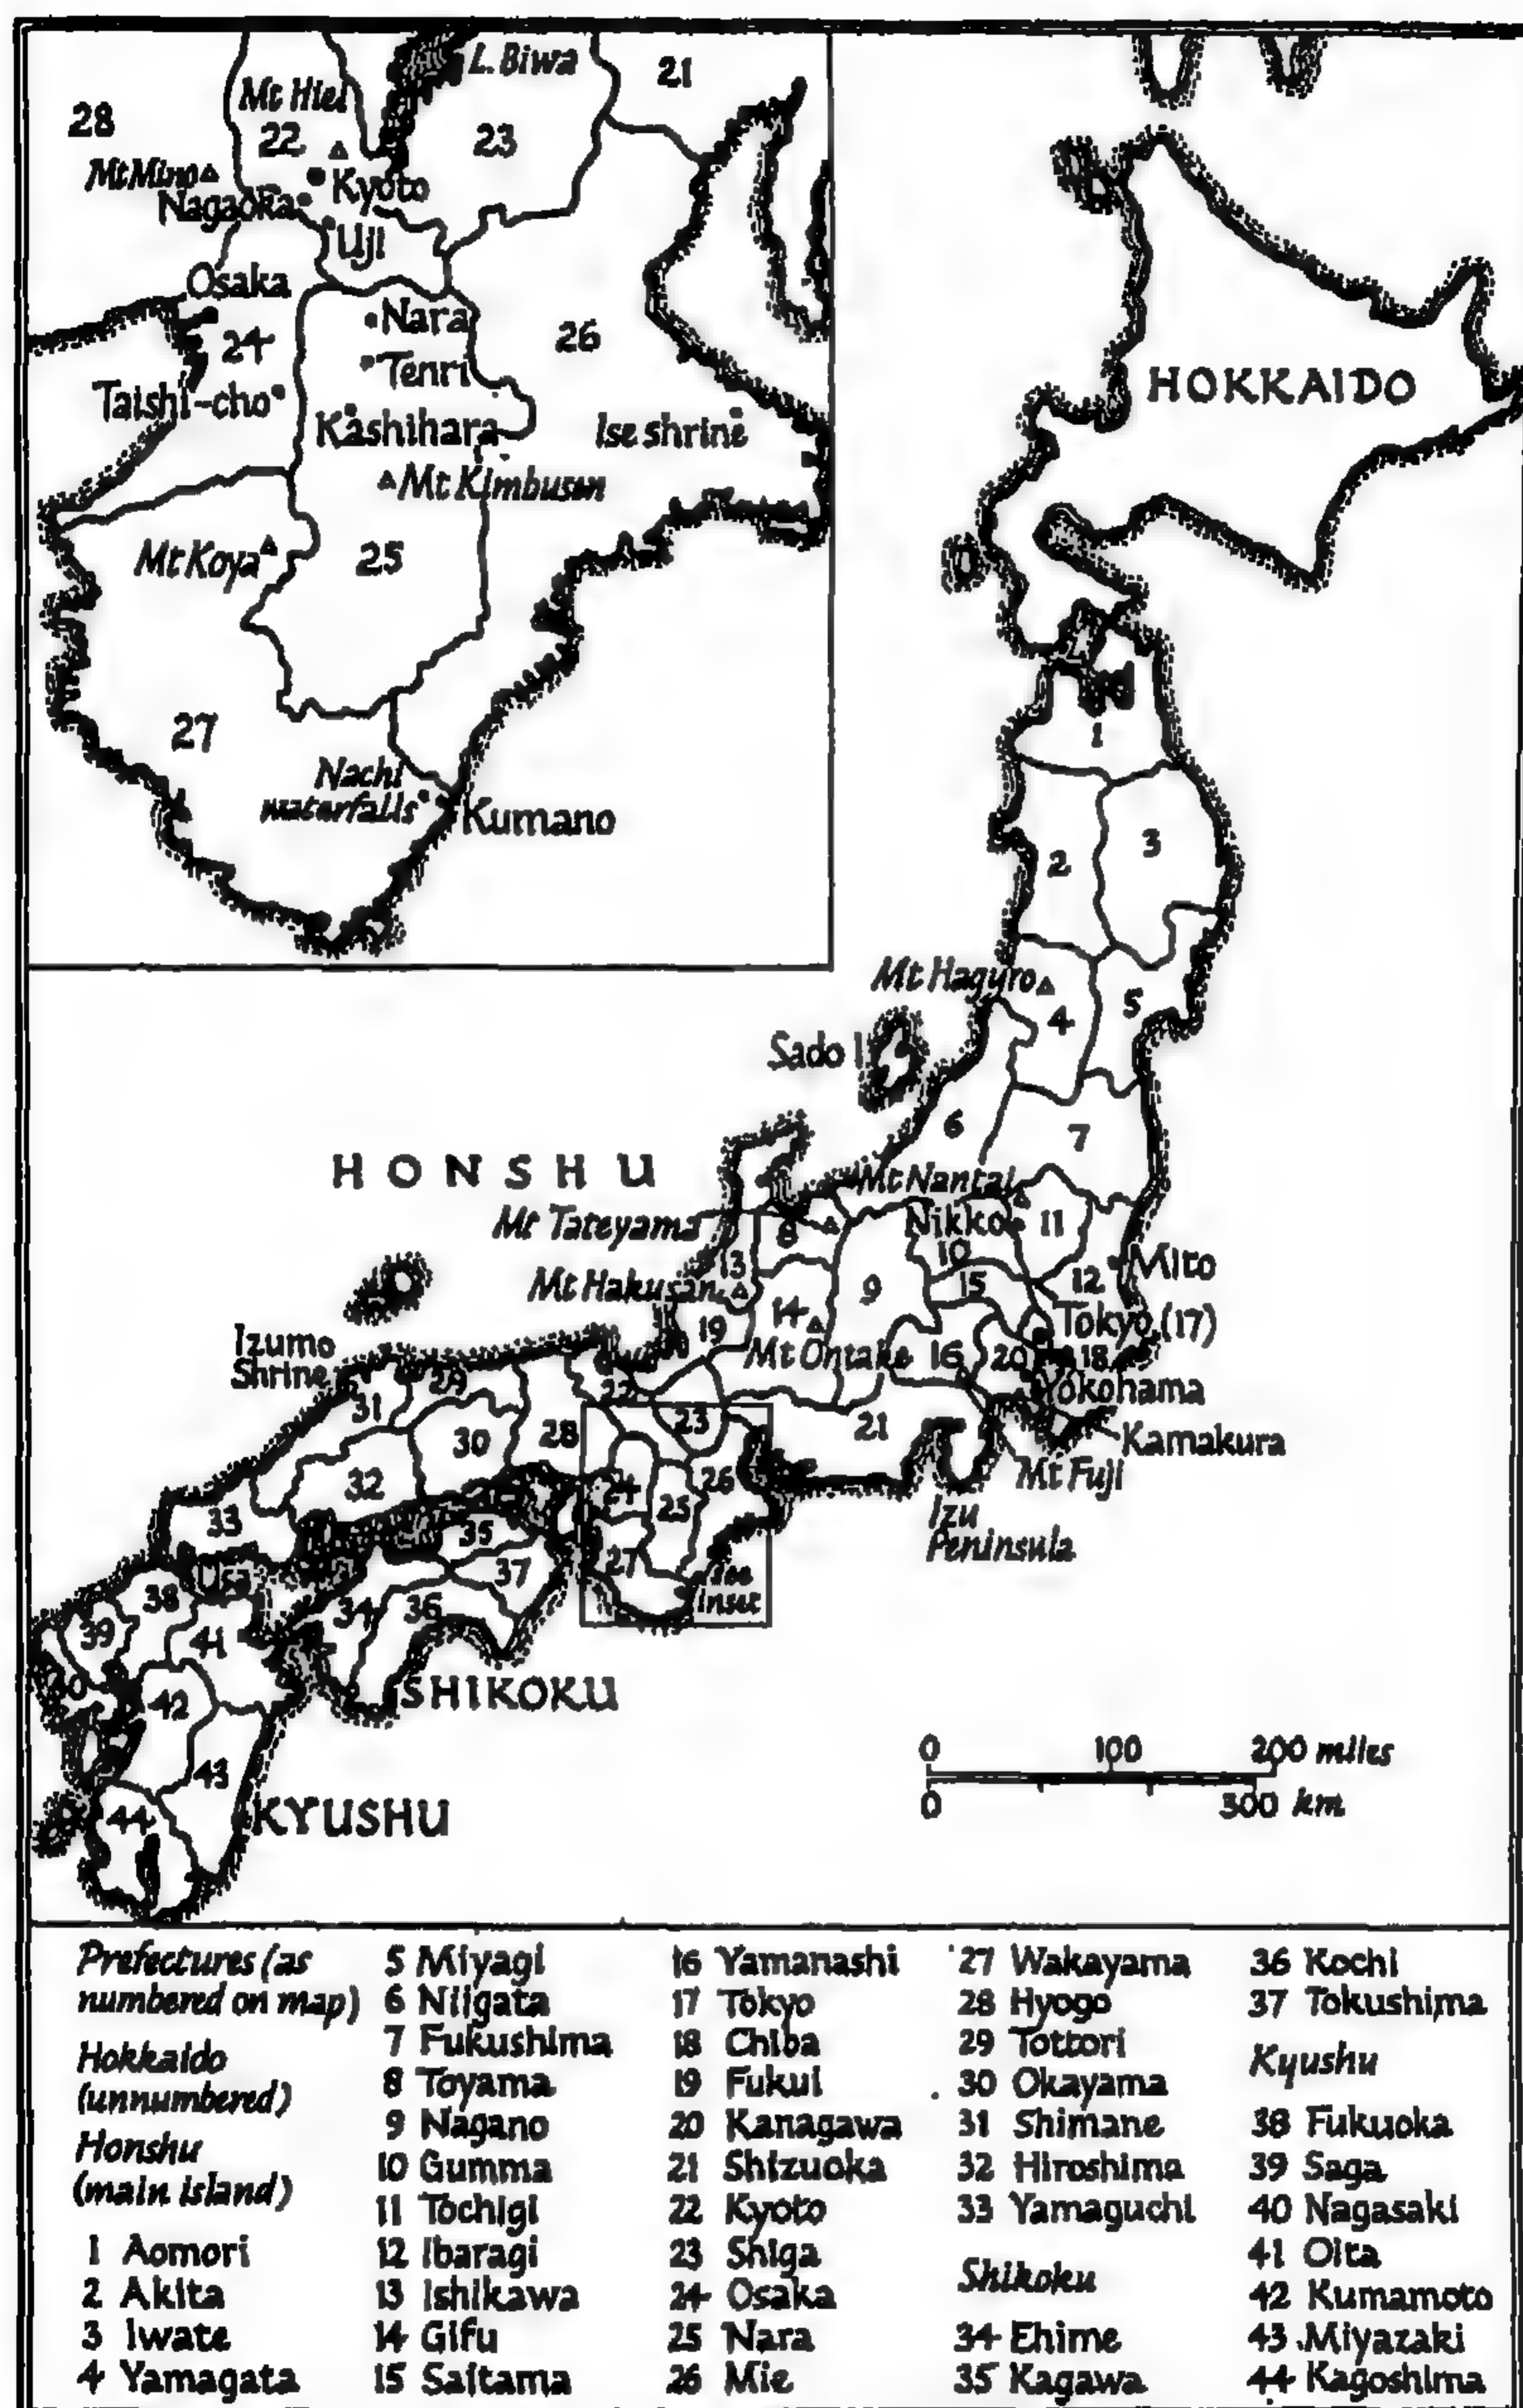 L. Biwa
21
Mt Hiei
28
22
23
Mt Mino
Kyoto
Nagaoka
Uji
Osaka
Nara
24
26
Tenri
Taishi-cho
Kashihara
Ise shrine
Mt Kimbusen
Mt Koya
25
27
Nachi
waterfalls
Kumano
HOKKAIDO
1
2
3
Mt Hagyro
4
5
Sado I
6
7
HONSHU
Mt Nantai
Mt Tateyama
8
Nikko
11
10
13
Mito
Mt Hakusan
9
15
12
14
Tokyo (17)
19
Izumo
Shrine
Mt Ontake
16
20
18
29
22
Yokohama
31
23
21
30
28
Kamakura
26
Mt Fuji
32
24
25
Izu
Peninsula
33
35
27
37
See
inset
Usa
38
34
36
39
41
40
SHIKOKU
42
43
44
KYUSHU
0 100 200 miles
0 300 km
Prefectures (as
numbered on map)
Hokkaido
(unnumbered)
Honshu
(main island)
1 Aomori
2 Akita
3 Iwate
4 Yamagata
5 Miyagi
6 Niigata
7 Fukushima
8 Toyama
9 Nagano
10 Gumma
11 Tochigi
12 Ibaragi
13 Ishikawa
14 Gifu
15 Saitama
16 Yamanashi
17 Tokyo
18 Chiba
19 Fukui
20 Kanagawa
21 Shizuoka
22 Kyoto
23 Shiga
24 Osaka
25 Nara
26 Mie
27 Wakayama
28 Hyogo
29 Tottori
30 Okayama
31 Shimane
32 Hiroshima
33 Yamaguchi
Shikoku
34 Ehime
35 Kagawa
36 Kochi
37 Tokushima
Kyushu
38 Fukuoka
39 Saga
40 Nagasaki
41 Oita
42 Kumamoto
43 Miyazaki
44 Kagoshima